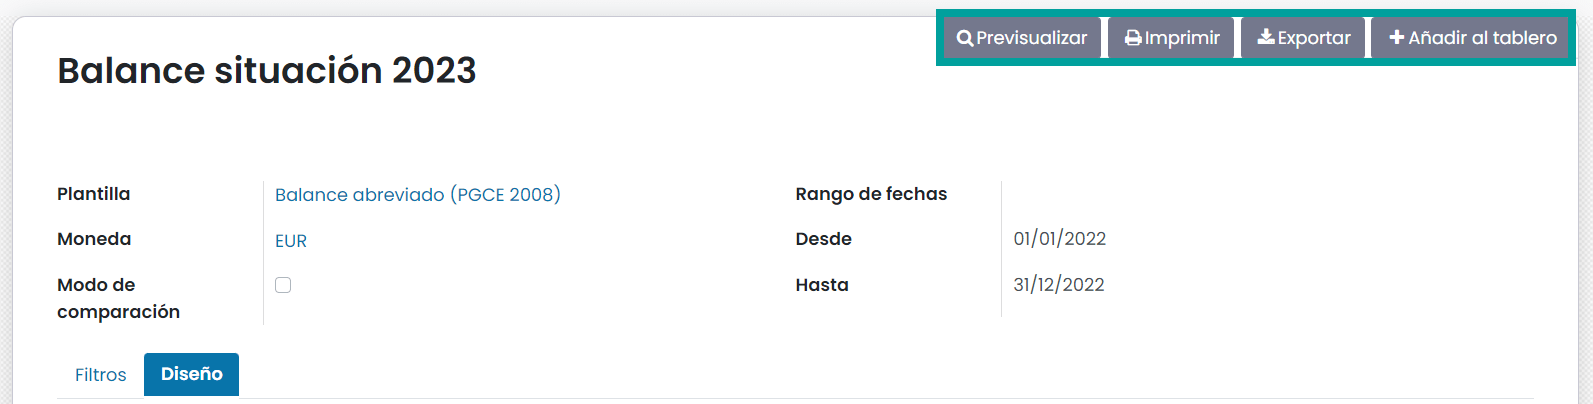 Previsualizar Imprimir Exportar Añadir al tablero
Balance situación 2023
Plantilla Balance abreviado (PGCE 2008) Rango de fechas
Moneda EUR Desde 01/01/2022
Modo de comparación Hasta 31/12/2022
Filtros Diseño